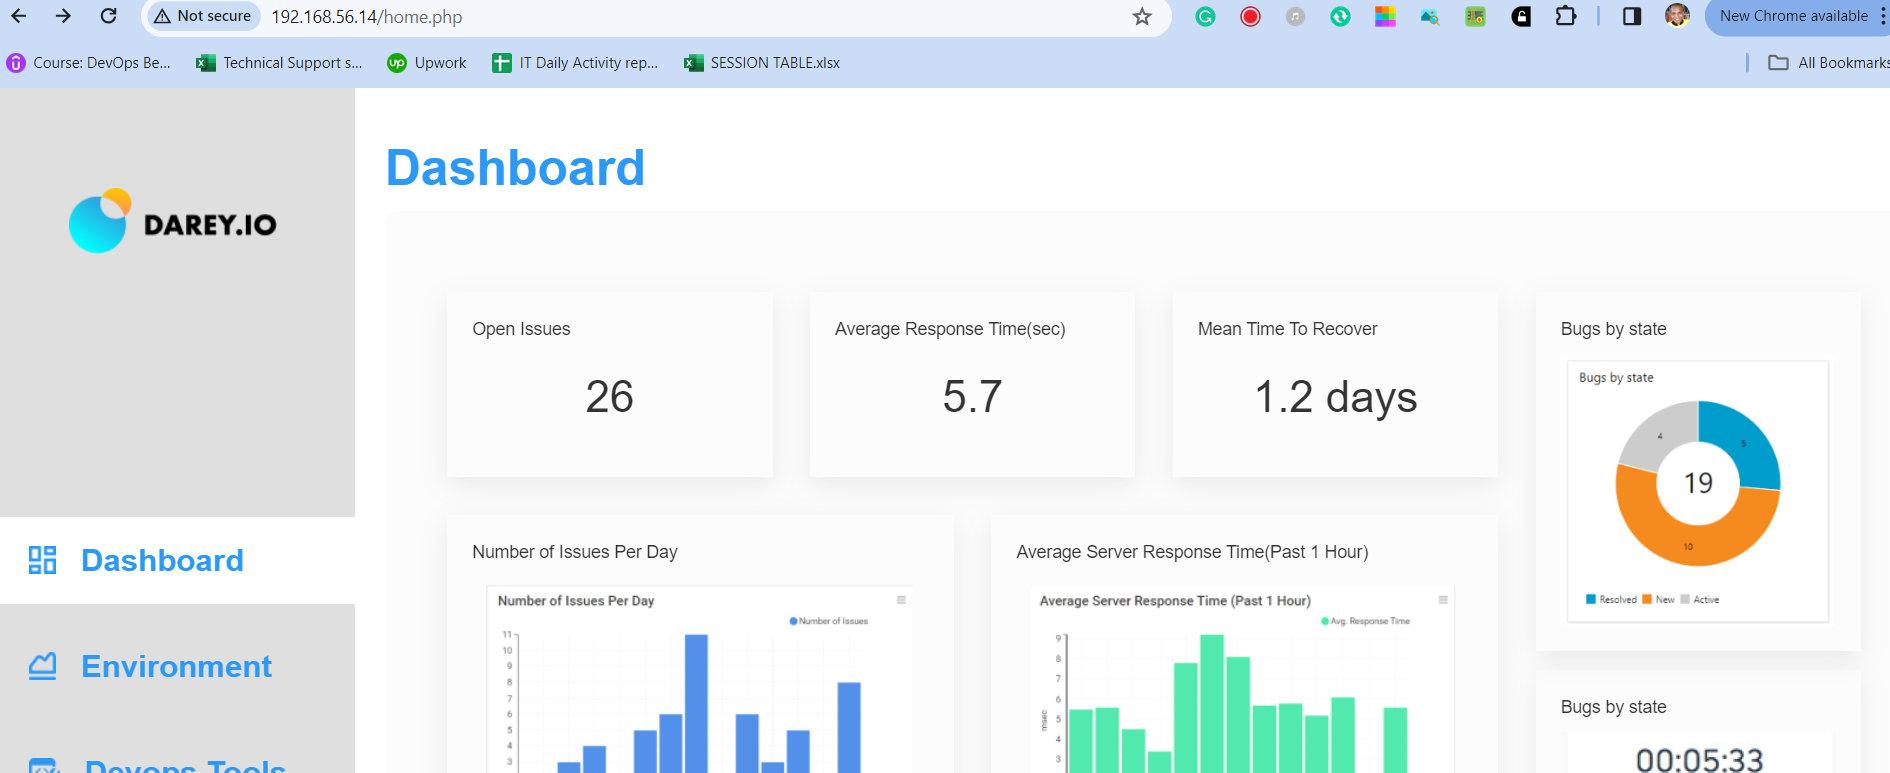 Not secure
192.168.56.14/home.php
New Chrome available
Course: DevOps Be...
Technical Support s...
up
Upwork
IT Daily Activity rep...
SESSION TABLE.xlsx
All Bookmarks
DAREY.IO
Dashboard
Environment
Devops Tools
Dashboard
Open Issues
26
Average Response Time(sec)
5.7
Mean Time To Recover
1.2 days
Bugs by state
Bugs by state
4
5
19
10
Resolved
New
Active
Number of Issues Per Day
Number of Issues Per Day
Number of Issues
11
10
9
8
7
6
5
4
3
Average Server Response Time(Past 1 Hour)
Average Server Response Time (Past 1 Hour)
Avg. Response Time
9
8
7
6
5
4
3
msec
Bugs by state
00:05:33